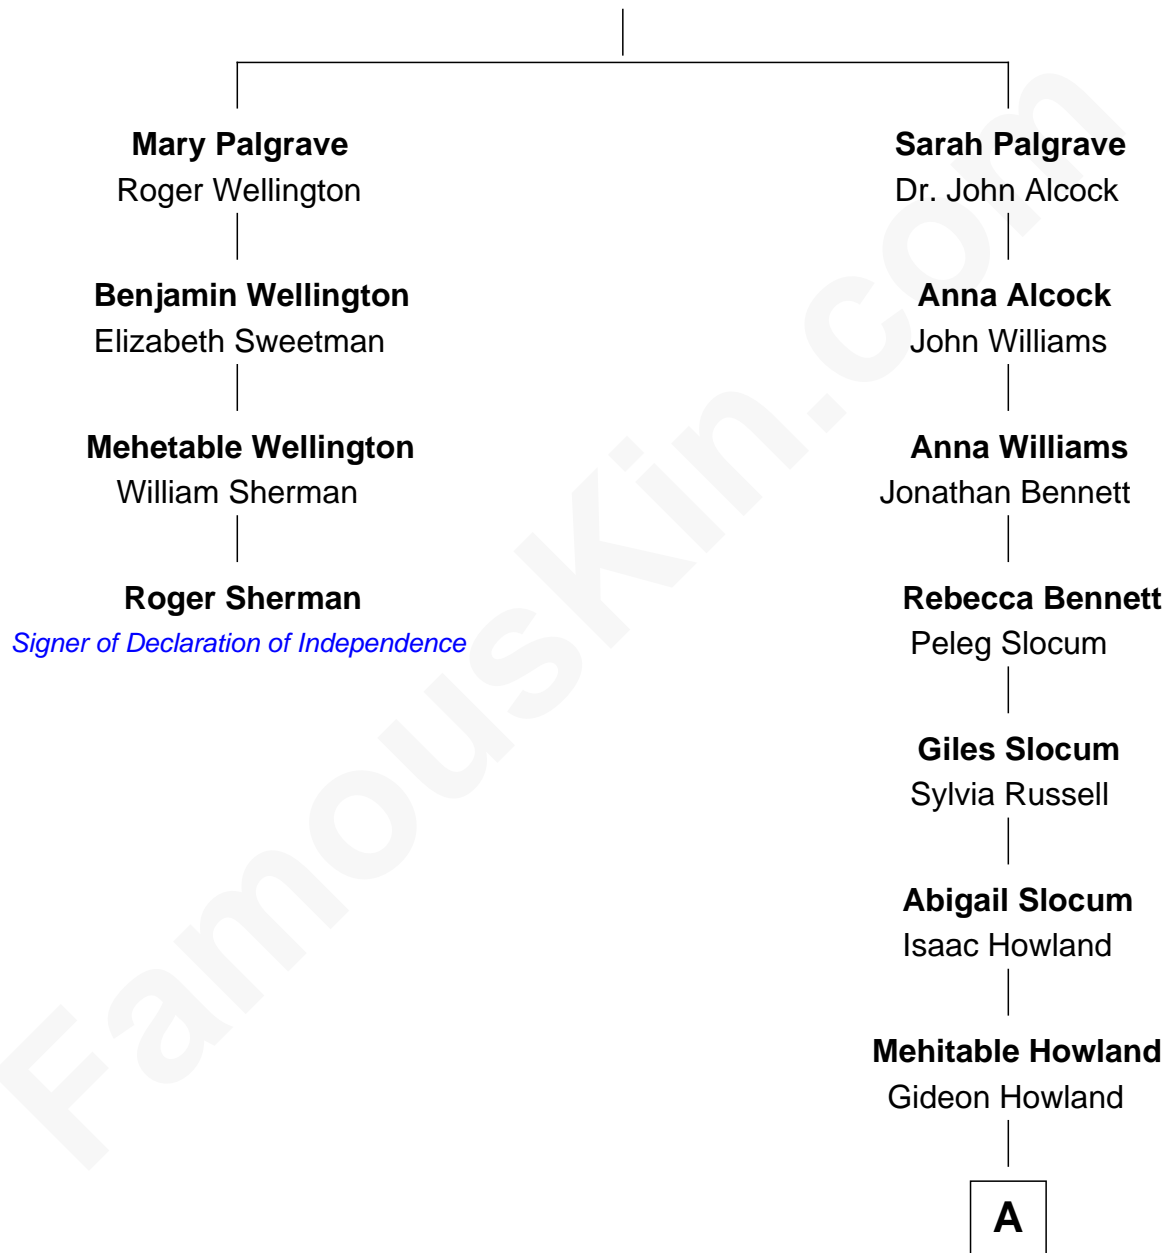 Mary Palgrave
Roger Wellington
Benjamin Wellington
Elizabeth Sweetman
Mehetable Wellington
William Sherman
Roger Sherman
Signer of Declaration of Independence
Sarah Palgrave
Dr. John Alcock
Anna Alcock
John Williams
Anna Williams
Jonathan Bennett
Rebecca Bennett
Peleg Slocum
Giles Slocum
Sylvia Russell
Abigail Slocum
Isaac Howland
Mehitable Howland
Gideon Howland
A
FamousKin.com